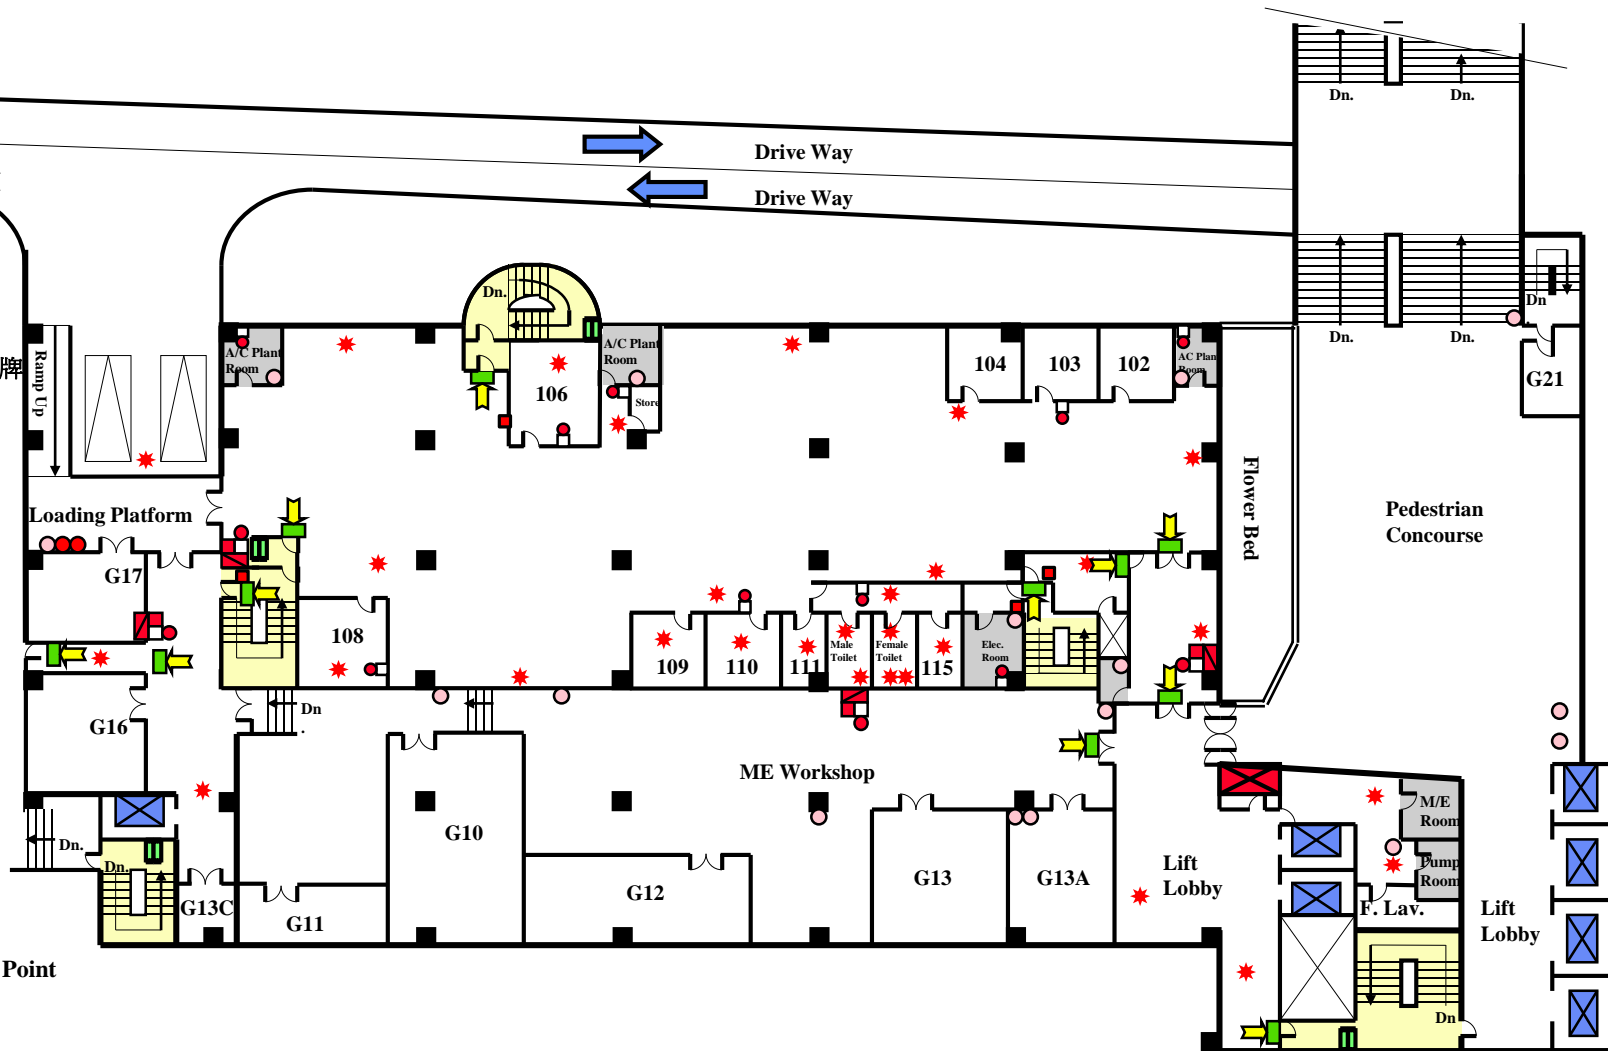 Dn.
Dn.
Drive Way
Drive Way
Dn.
Dn
Dn.
Dn.
牌
Ramp Up
A/C Plant
Room
A/C Plant
Room
106
Store
104
103
102
AC Plan
Room
G21
Loading Platform
Flower Bed
Pedestrian
Concourse
G17
108
109
110
111
Male
Toilet
Female
Toilet
115
Elec.
Room
G16
Dn
.
ME Workshop
M/E
Room
Dn.
Dn.
G10
G12
G13
G13A
Lift
Lobby
Pump
Room
G13C
G11
F. Lav.
Lift
Lobby
Point
Dn